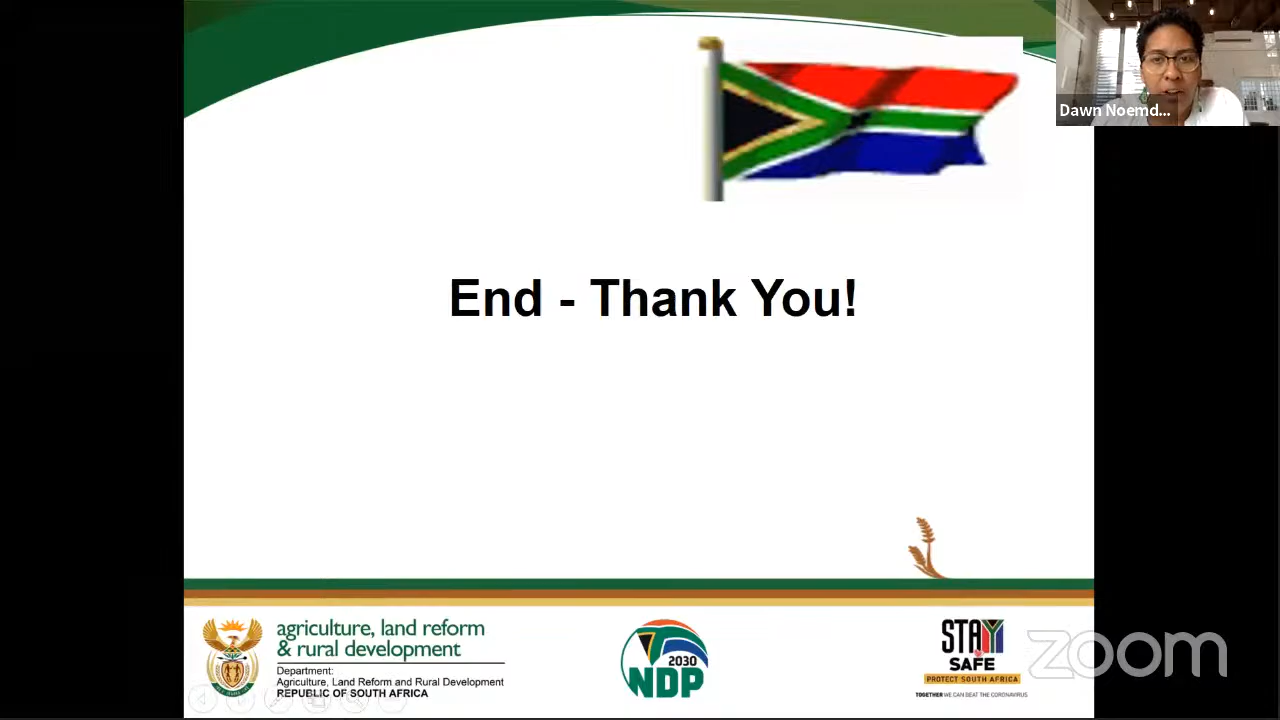 Dawn Noemd...
End - Thank You!
agriculture, land reform
& rural development
Department:
Agriculture, Land Reform and Rural Development
REPUBLIC OF SOUTH AFRICA
2030
NDP
STAY
SAFE
PROTECT SOUTH AFRICA
TOGETHER WE CAN BEAT THE CORONAVIRUS
zoom